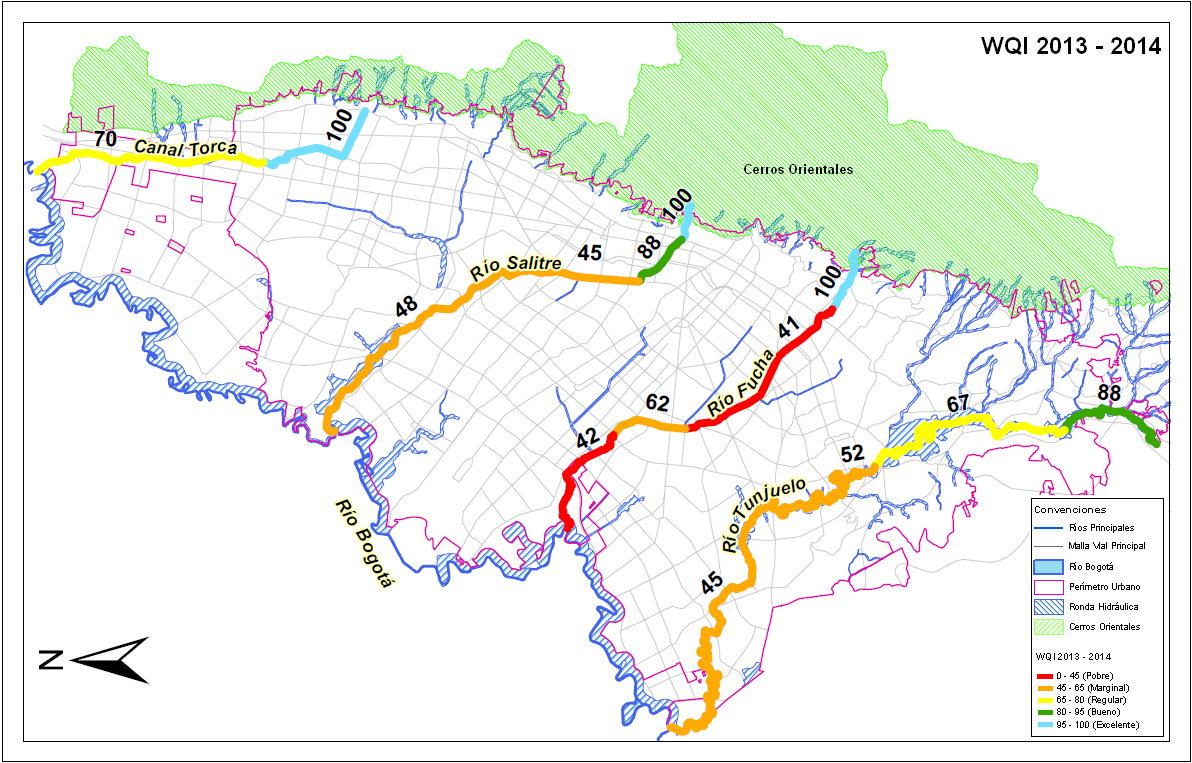 WQI 2013 - 2014
70
Canal Torca
100
Cerros Orientales
100
88
45
Río Salitre
48
100
41
Río Fucha
62
42
88
67
52
Río Tunjuelo
45
Río Bogotá
N
Convenciones
Ríos Principales
Malla Vial Principal
Río Bogotá
Perímetro Urbano
Ronda Hidráulica
Cerros Orientales
WQI 2013 - 2014
0 - 45 (Pobre)
45 - 65 (Marginal)
65 - 80 (Regular)
80 - 95 (Bueno)
95 - 100 (Excelente)